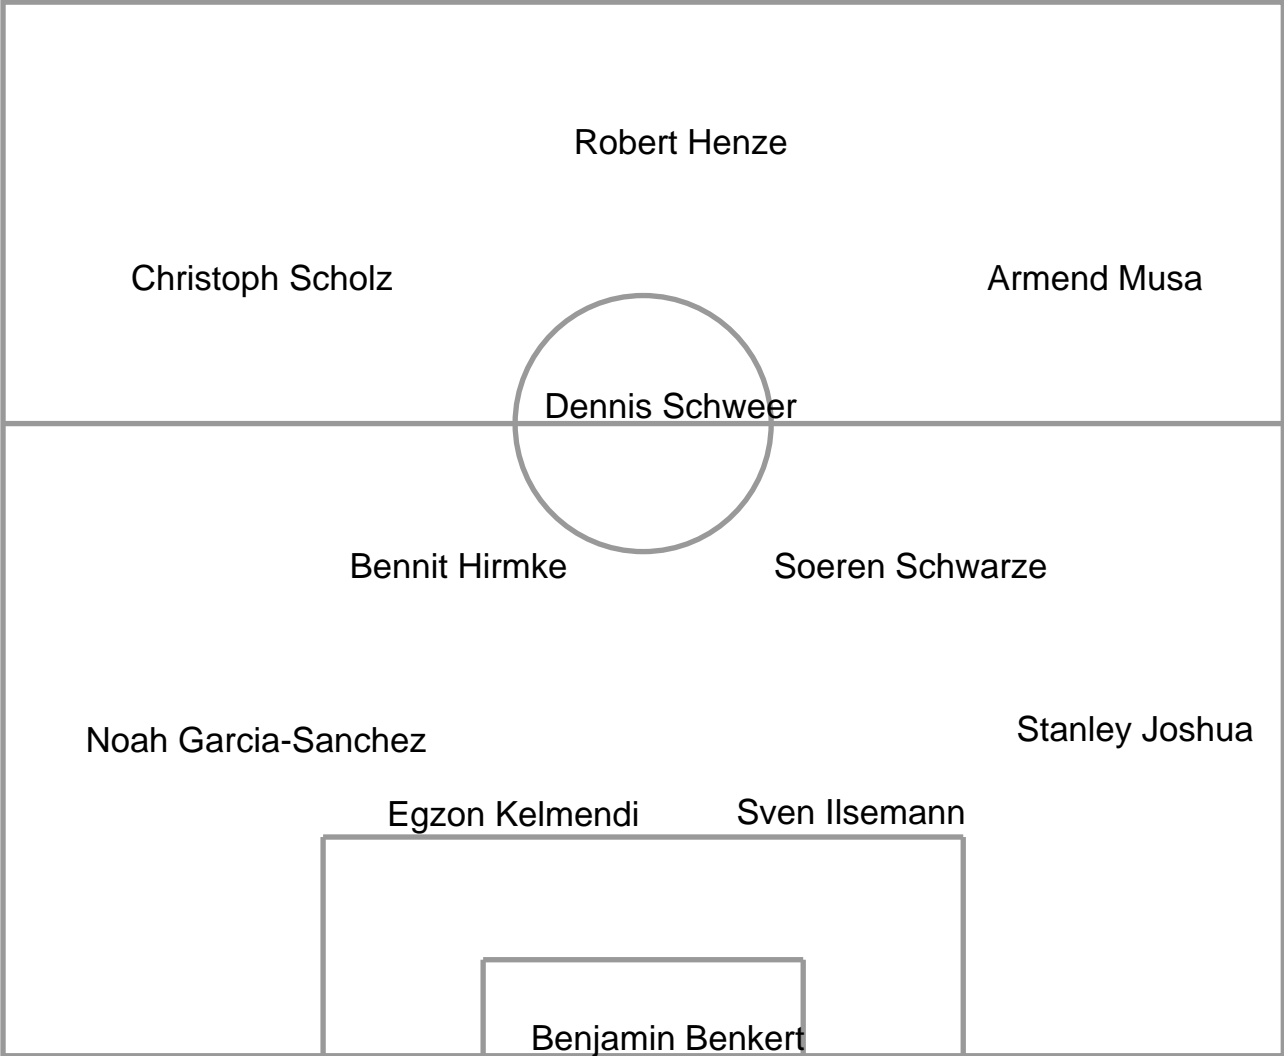 Robert Henze
Christoph Scholz
Armend Musa
Dennis Schweer
Bennit Hirmke
Soeren Schwarze
Noah Garcia-Sanchez
Stanley Joshua
Egzon Kelmendi
Sven Ilsemann
Benjamin Benkert